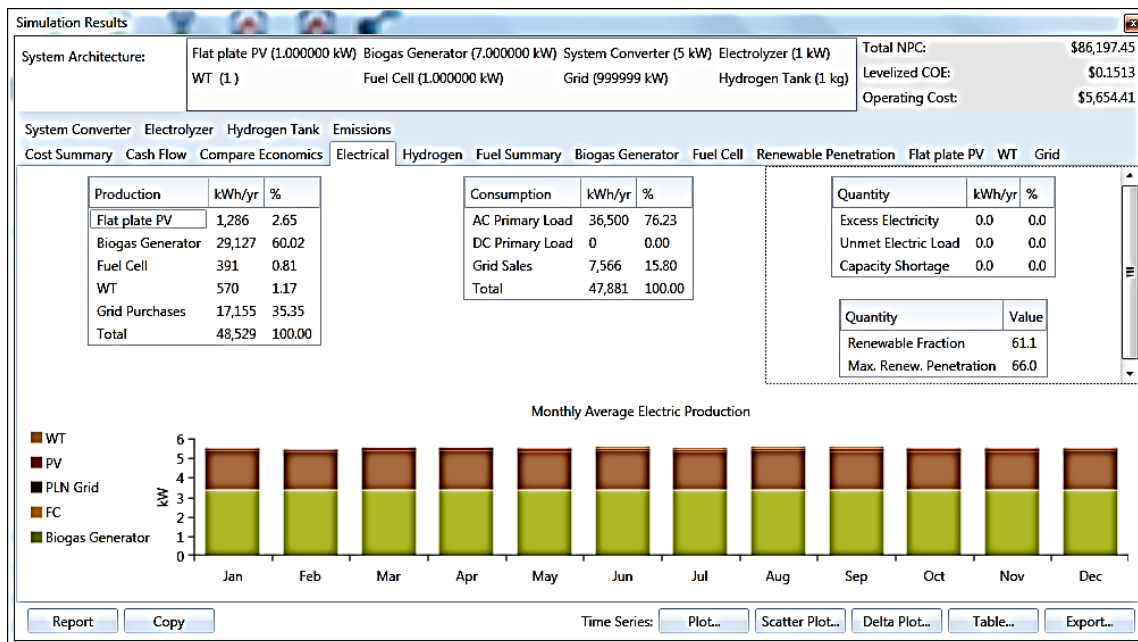 Simulation Results
System Architecture:
Flat plate PV (1.000000 kW) Biogas Generator (7.000000 kW) System Converter (5 kW) Electrolyzer (1 kW)
WT (1 ) Fuel Cell (1.000000 kW) Grid (999999 kW) Hydrogen Tank (1 kg)
Total NPC: $86,197.45
Levelized COE: $0.1513
Operating Cost: $5,654.41
System Converter Electrolyzer Hydrogen Tank Emissions
Cost Summary Cash Flow Compare Economics Electrical Hydrogen Fuel Summary Biogas Generator Fuel Cell Renewable Penetration Flat plate PV WT Grid
Production kWh/yr %
Flat plate PV 1,286 2.65
Biogas Generator 29,127 60.02
Fuel Cell 391 0.81
WT 570 1.17
Grid Purchases 17,155 35.35
Total 48,529 100.00
Consumption kWh/yr %
AC Primary Load 36,500 76.23
DC Primary Load 0 0.00
Grid Sales 7,566 15.80
Total 47,881 100.00
Quantity kWh/yr %
Excess Electricity 0.0 0.0
Unmet Electric Load 0.0 0.0
Capacity Shortage 0.0 0.0
Quantity Value
Renewable Fraction 61.1
Max. Renew. Penetration 66.0
Monthly Average Electric Production
WT
PV
PLN Grid
FC
Biogas Generator
kW
6
5
4
3
2
1
0
Jan Feb Mar Apr May Jun Jul Aug Sep Oct Nov Dec
Report Copy Time Series: Plot... Scatter Plot... Delta Plot... Table... Export...